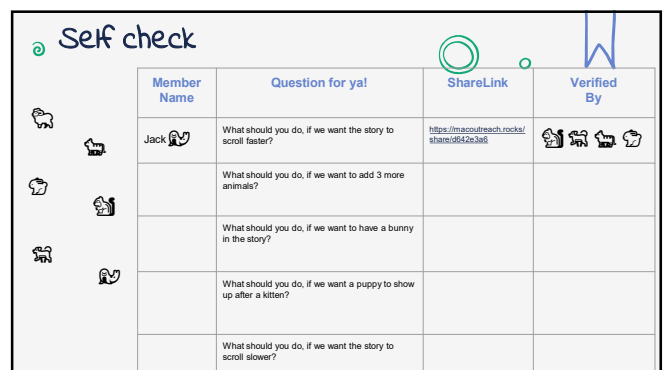 Self check
Member
Name
Question for ya!
ShareLink
Verified
By
Jack
What should you do, if we want the story to
scroll faster?
https://macoutreach.rocks/
share/d642e3a6
What should you do, if we want to add 3 more
animals?
What should you do, if we want to have a bunny
in the story?
What should you do, if we want a puppy to show
up after a kitten?
What should you do, if we want the story to
scroll slower?